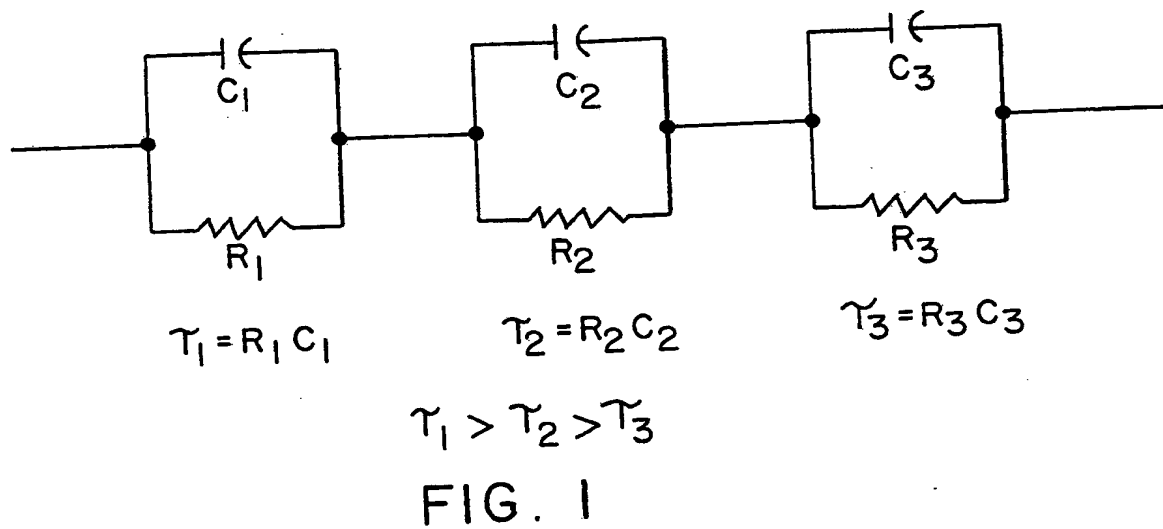 C₁ C₂ C₃
R₁ R₂ R₃
τ₁ = R₁ C₁ τ₂ = R₂ C₂ τ₃ = R₃ C₃
τ₁ > τ₂ > τ₃
FIG. 1